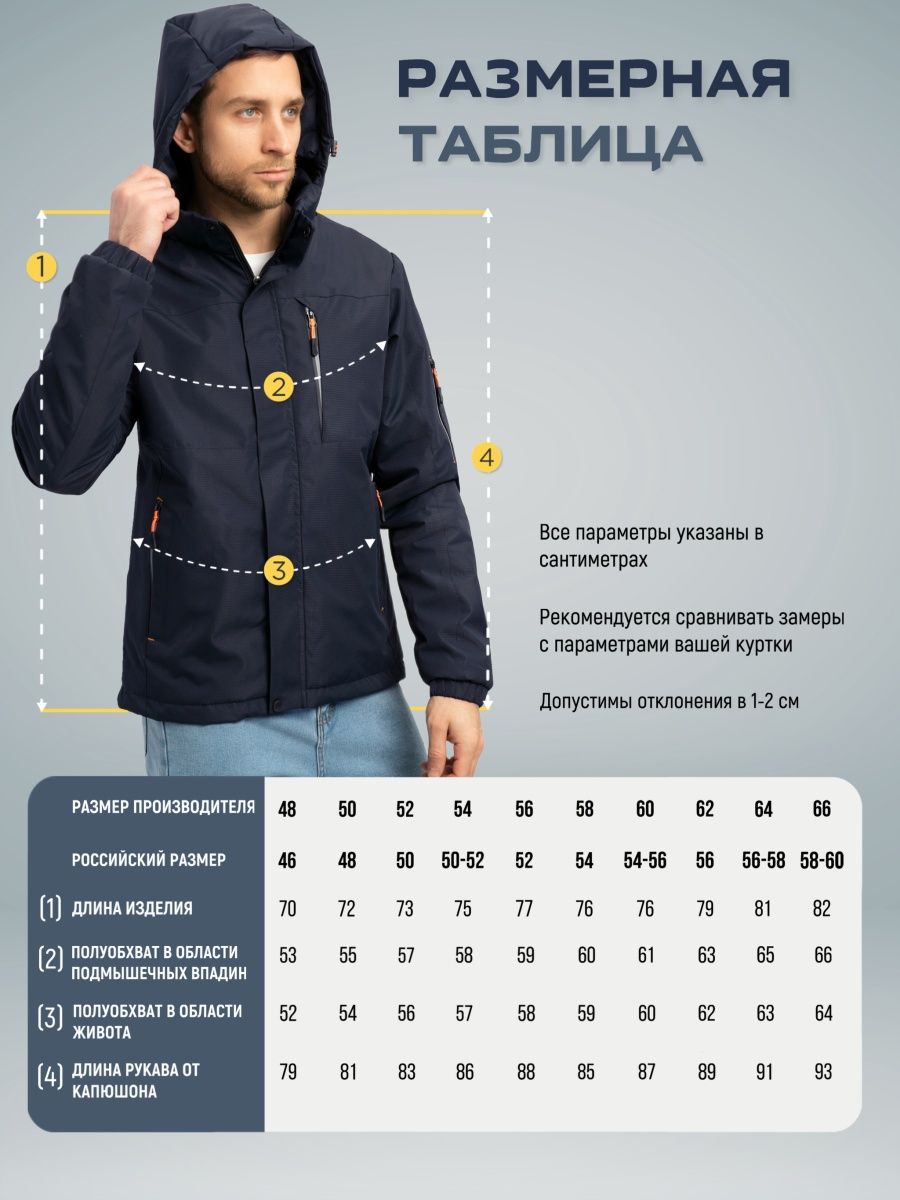 РАЗМЕРНАЯ
ТАБЛИЦА
1
2
4
3
Все параметры указаны в
сантиметрах
Рекомендуется сравнивать замеры
с параметрами вашей куртки
Допустимы отклонения в 1-2 см
РАЗМЕР ПРОИЗВОДИТЕЛЯ 48 50 52 54 56 58 60 62 64 66
РОССИЙСКИЙ РАЗМЕР 46 48 50 50-52 52 54 54-56 56 56-58 58-60
(1) ДЛИНА ИЗДЕЛИЯ 70 72 73 75 77 76 76 79 81 82
(2) ПОЛУОБХВАТ В ОБЛАСТИ
ПОДМЫШЕЧНЫХ ВПАДИН 53 55 57 58 59 60 61 63 65 66
(3) ПОЛУОБХВАТ В ОБЛАСТИ
ЖИВОТА 52 54 56 57 58 59 60 62 63 64
(4) ДЛИНА РУКАВА ОТ
КАПЮШОНА 79 81 83 86 88 85 87 89 91 93